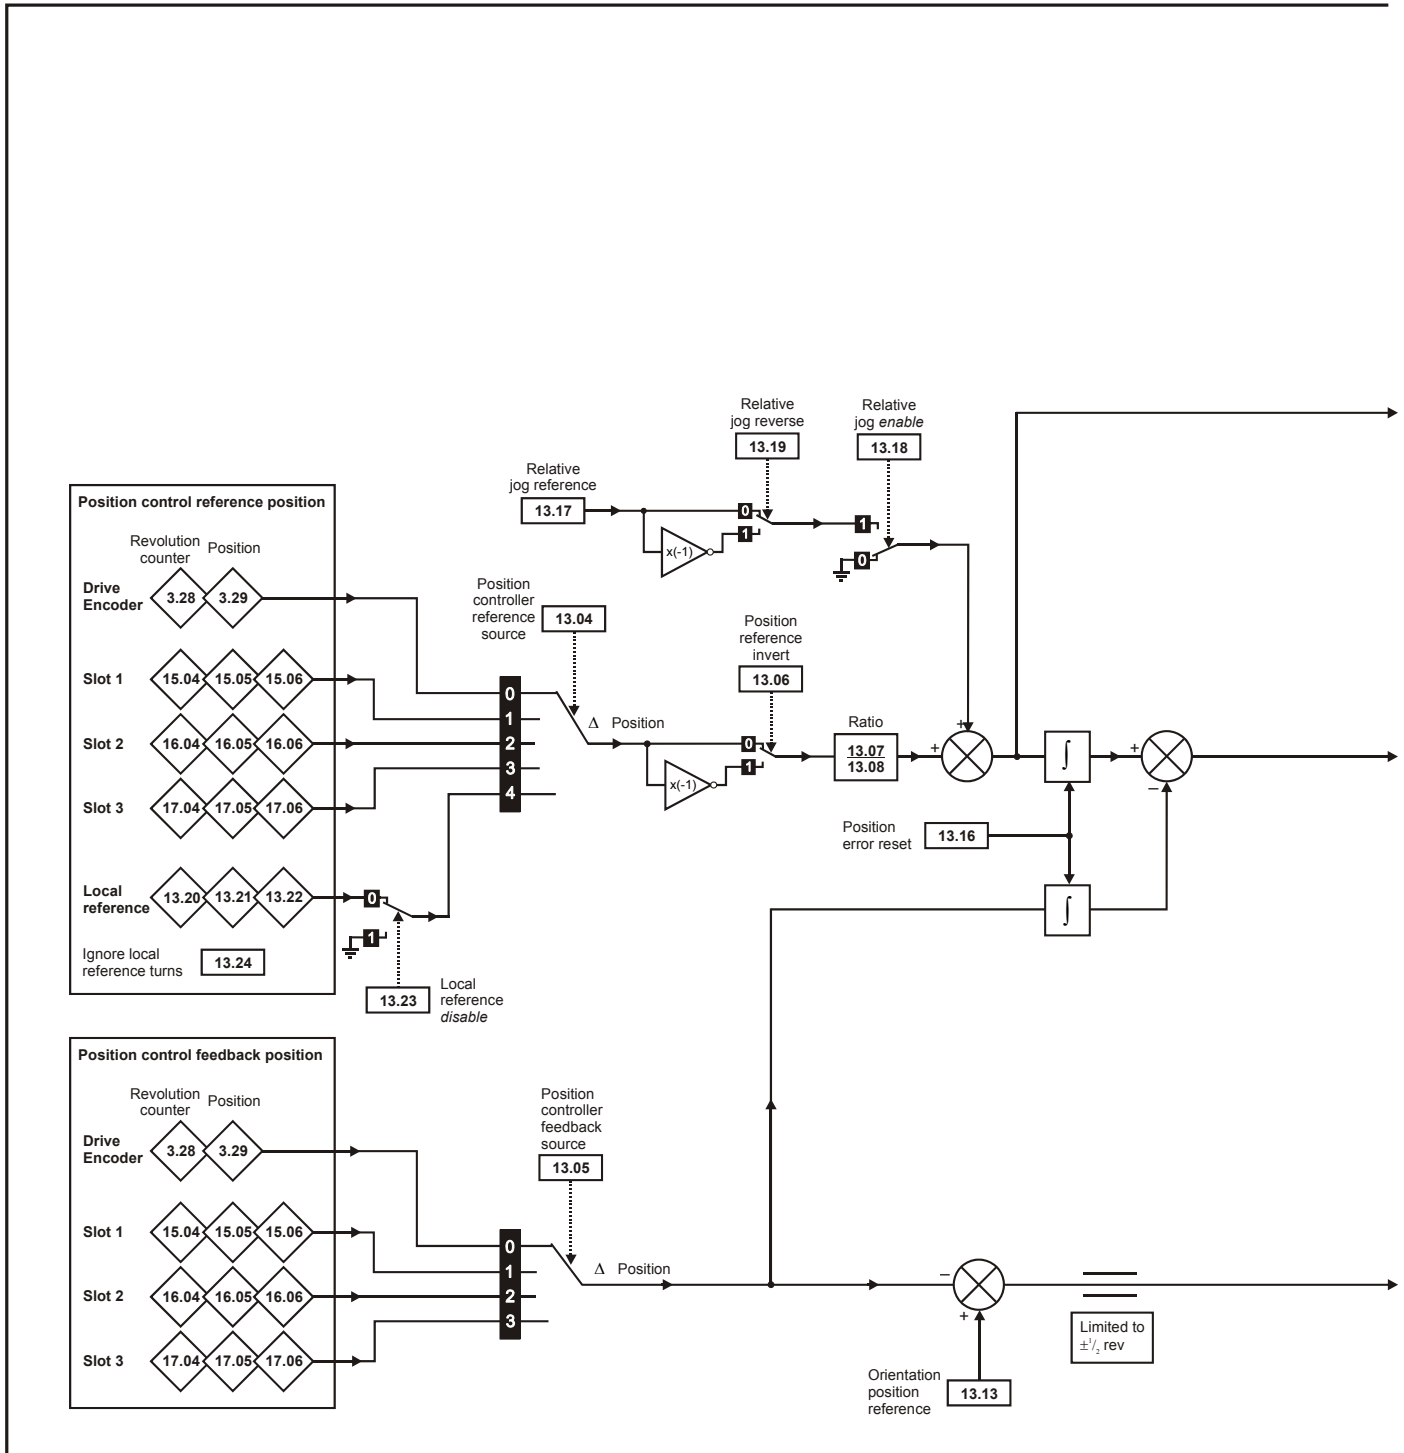 Relative
jog reverse
13.19
Relative
jog enable
13.18
Relative
jog reference
13.17
0
1
x(-1)
1
0
Position control reference position
Revolution
counter
Position
Drive
Encoder
3.28
3.29
Slot 1
15.04
15.05
15.06
Slot 2
16.04
16.05
16.06
Slot 3
17.04
17.05
17.06
Local
reference
13.20
13.21
13.22
Ignore local
reference turns
13.24
0
1
13.23
Local
reference
disable
Position
controller
reference
source
13.04
0
1
2
3
4
Δ Position
x(-1)
Position
reference
invert
13.06
0
1
Ratio
13.07
13.08
+
+
∫
+
−
Position
error reset
13.16
∫
Position control feedback position
Revolution
counter
Position
Drive
Encoder
3.28
3.29
Slot 1
15.04
15.05
15.06
Slot 2
16.04
16.05
16.06
Slot 3
17.04
17.05
17.06
Position
controller
feedback
source
13.05
0
1
2
3
Δ Position
−
+
Limited to
±1/2 rev
Orientation
position
reference
13.13